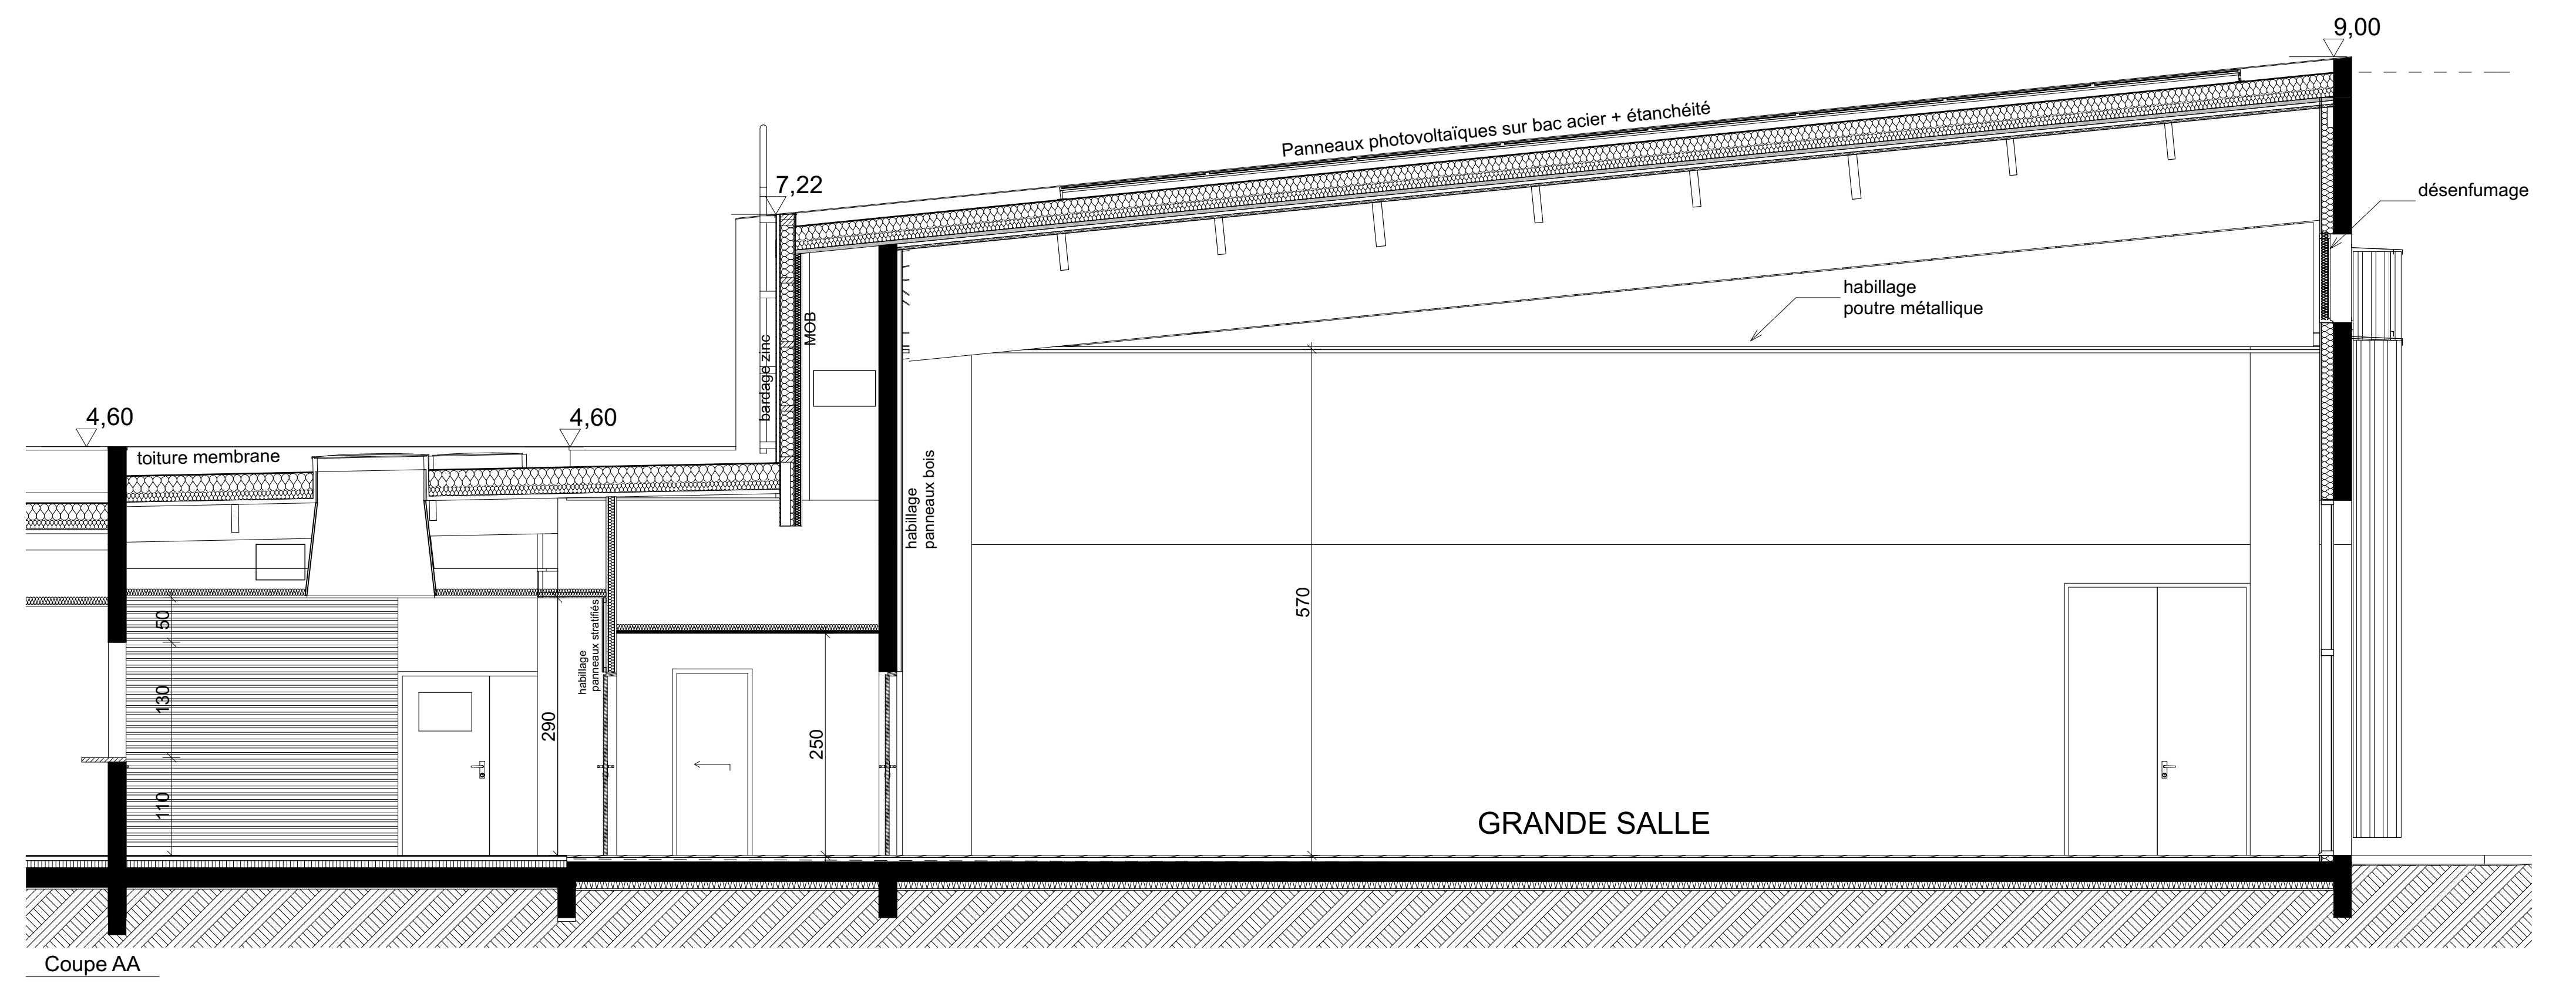 9,00
Panneaux photovoltaïques sur bac acier + étanchéité
7,22
désenfumage
habillage
poutre métallique
MOB
bardage zinc
4,60
4,60
toiture membrane
habillage
panneaux bois
570
50
habillage
panneaux stratifiés
130
290
250
110
GRANDE SALLE
Coupe AA